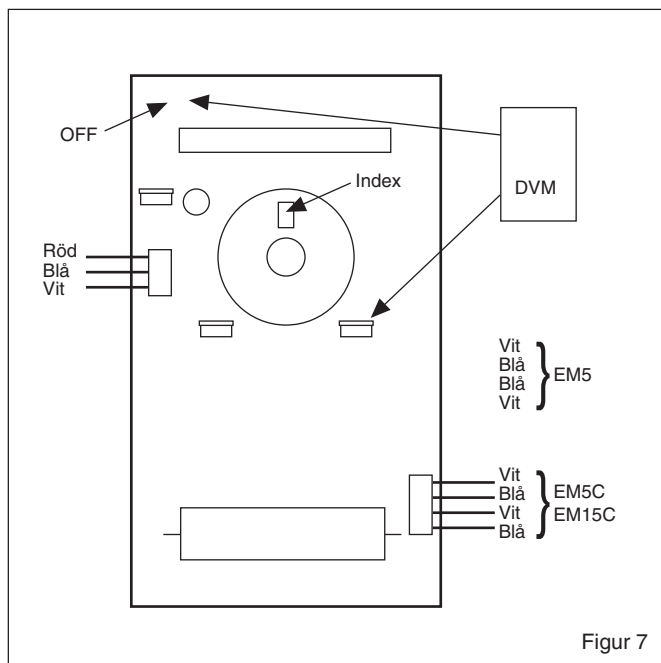 OFF
Index
DVM
Röd
Blå
Vit
Vit
Blå
Blå
Vit
EM5
Vit
Blå
Vit
Blå
EM5C
EM15C
Figur 7